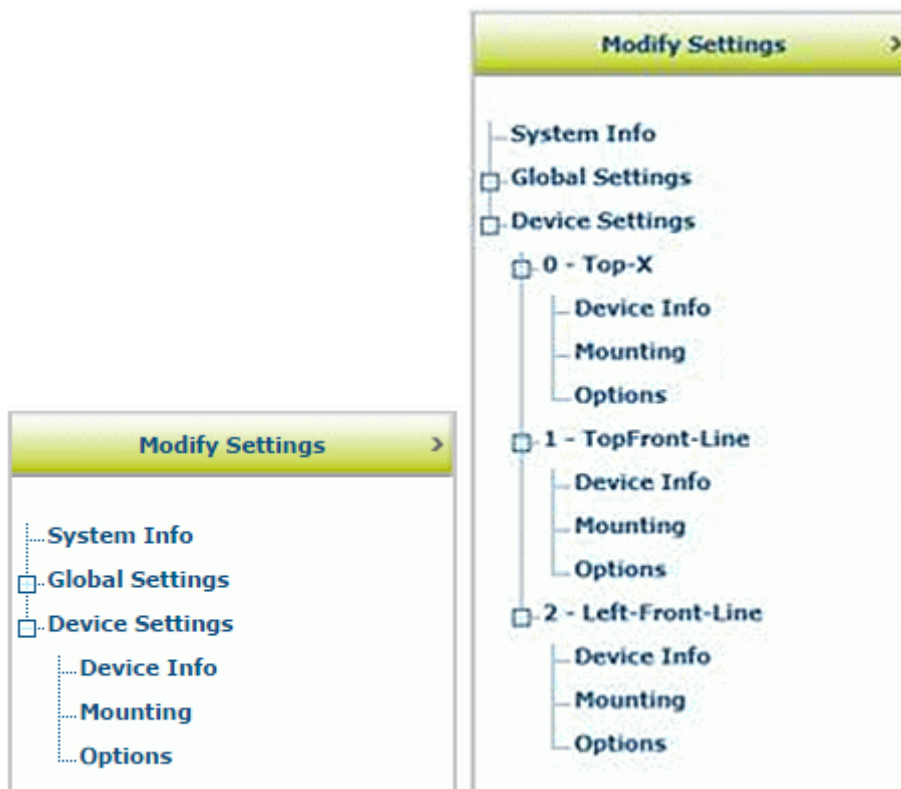 Modify Settings >
System Info
Global Settings
Device Settings
Device Info
Mounting
Options
Modify Settings >
System Info
Global Settings
Device Settings
0 - Top-X
Device Info
Mounting
Options
1 - TopFront-Line
Device Info
Mounting
Options
2 - Left-Front-Line
Device Info
Mounting
Options